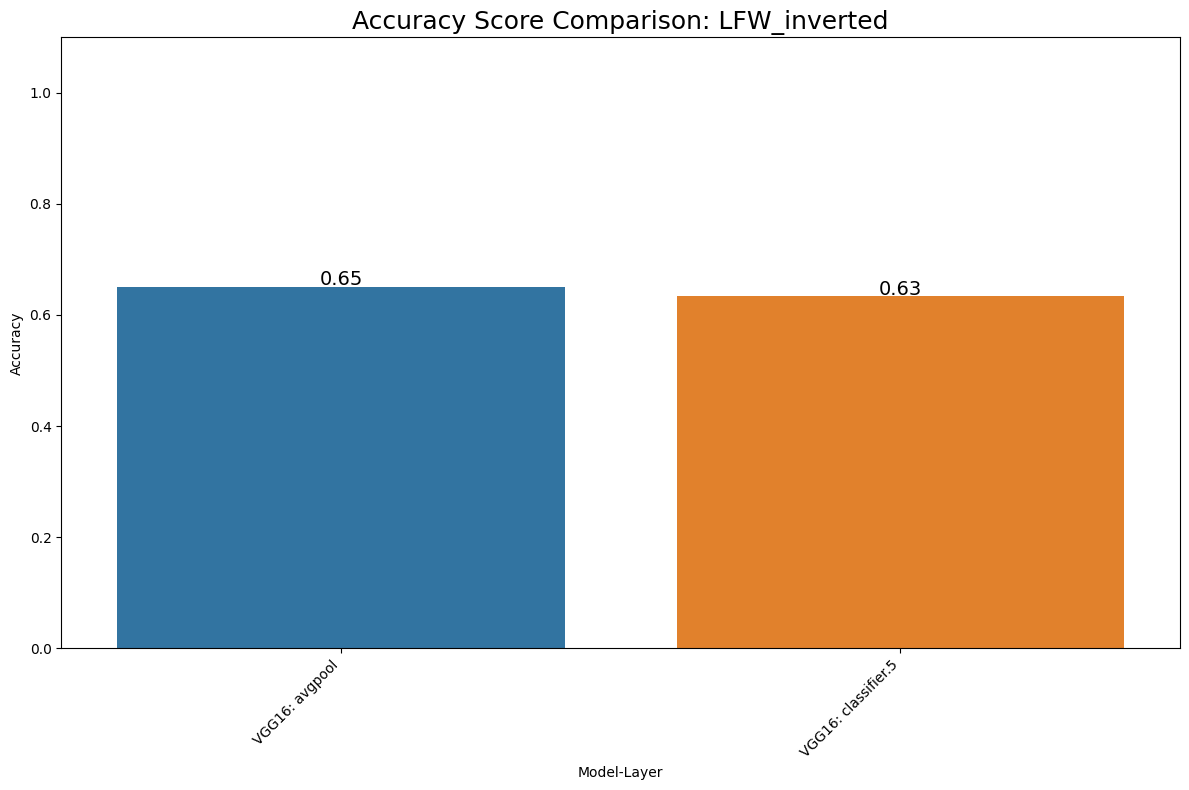 Accuracy Score Comparison: LFW_inverted
1.0
0.8
0.6
0.4
0.2
0.0
Accuracy
0.65
0.63
VGG16: avgpool
VGG16: classifier.5
Model-Layer